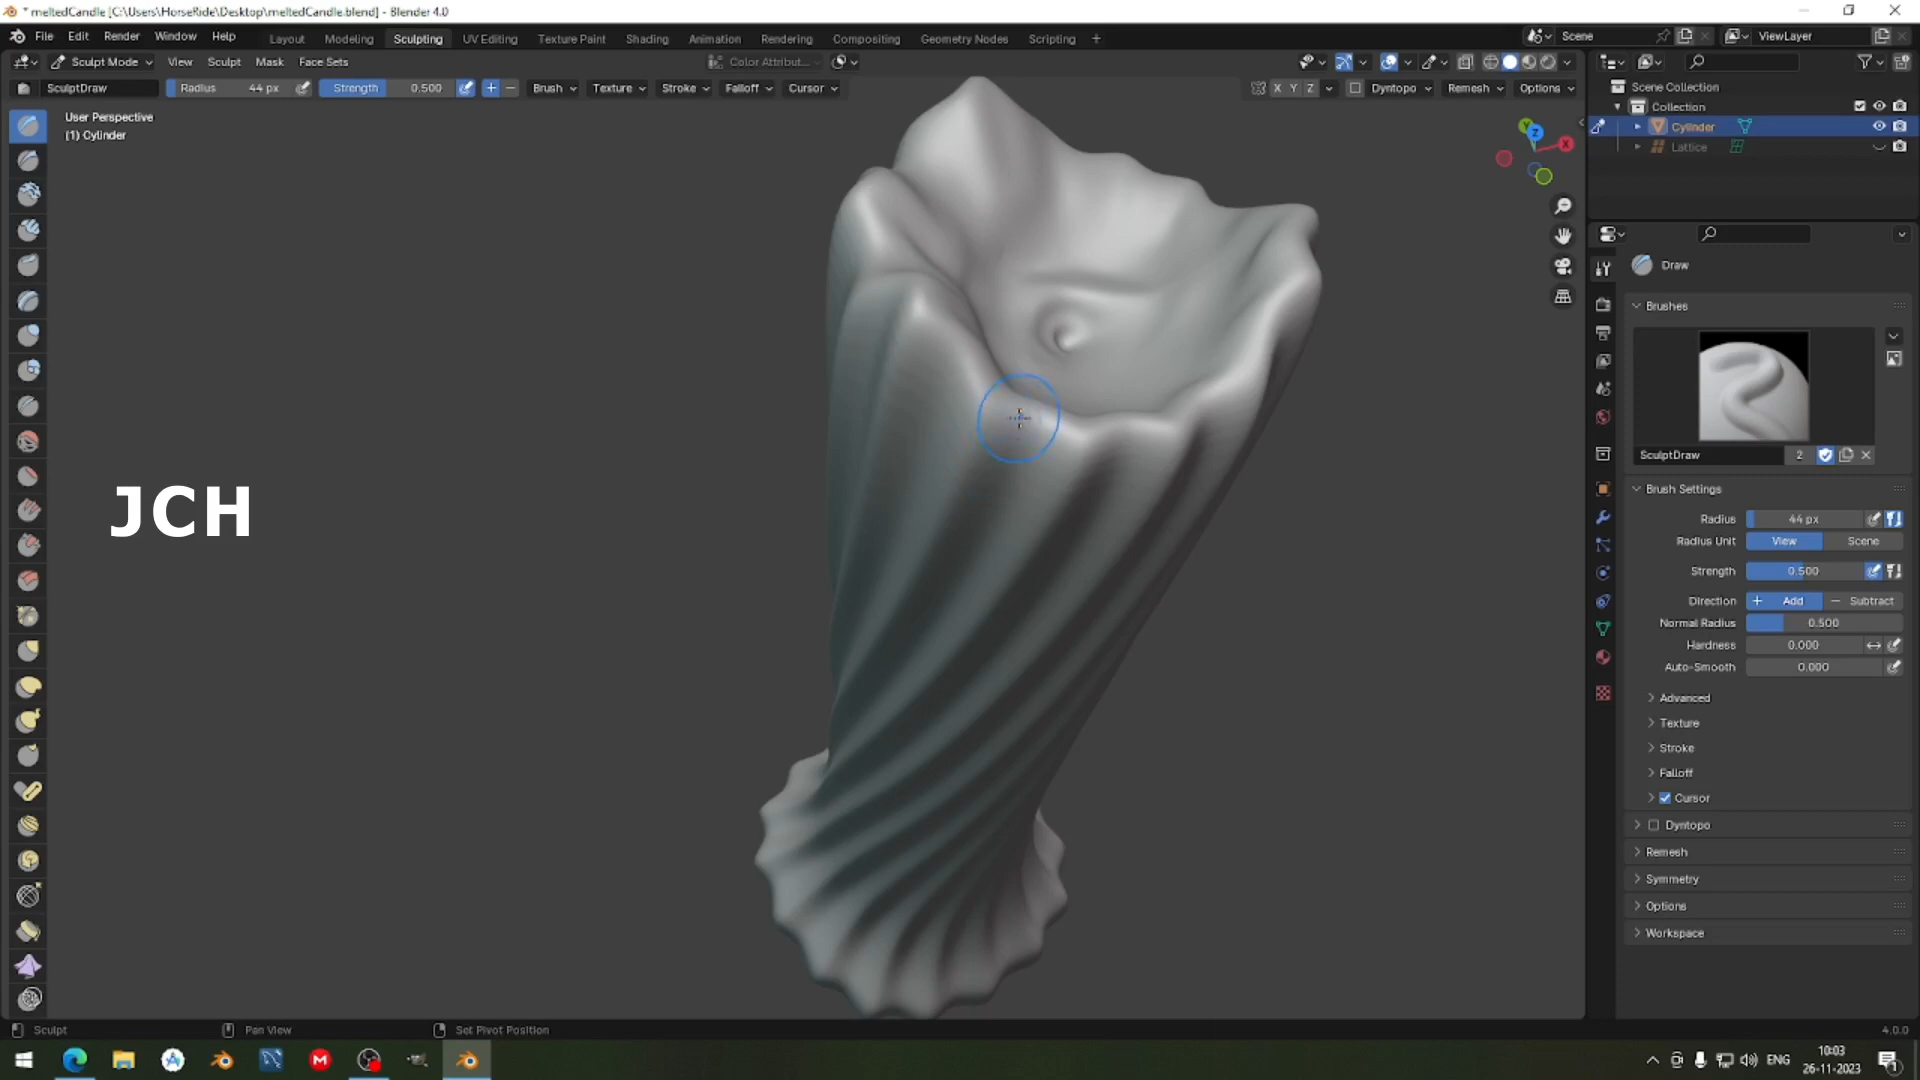 * meltedCandle [C:\Users\HorseRide\Desktop\meltedCandle.blend] - Blender 4.0
File Edit Render Window Help Layout Modeling Sculpting UV Editing Texture Paint Shading Animation Rendering Compositing Geometry Nodes Scripting + Scene ViewLayer
Sculpt Mode View Sculpt Mask Face Sets Color Attribut...
SculptDraw Radius 44 px Strength 0.500 Brush Texture Stroke Falloff Cursor X Y Z Dyntopo Remesh Options
User Perspective
(1) Cylinder
JCH
Y
Z
X
Scene Collection
Collection
Cylinder
Lattice
Draw
Brushes
SculptDraw 2
Brush Settings
Radius 44 px
Radius Unit View Scene
Strength 0.500
Direction + Add − Subtract
Normal Radius 0.500
Hardness 0.000
Auto-Smooth 0.000
Advanced
Texture
Stroke
Falloff
Cursor
Dyntopo
Remesh
Symmetry
Options
Workspace
Sculpt Pan View Set Pivot Position 4.0.0
ENG
10:03
26-11-2023
1